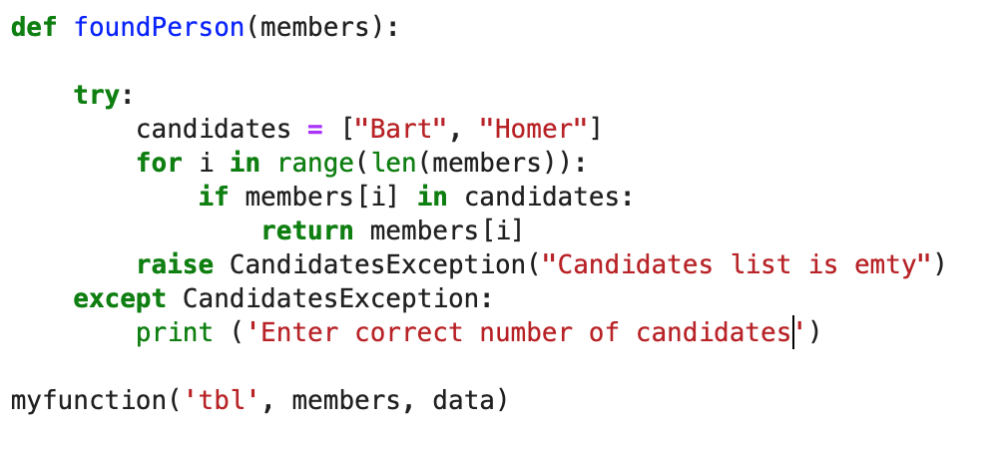 def foundPerson(members):
try:
candidates = ["Bart", "Homer"]
for i in range(len(members)):
if members[i] in candidates:
return members[i]
raise CandidatesException("Candidates list is emty")
except CandidatesException:
print ('Enter correct number of candidates')
myfunction('tbl', members, data)